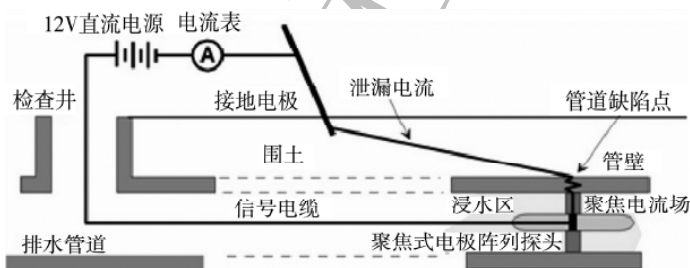 12V直流电源 电流表
A
检查井 接地电极 泄漏电流 管道缺陷点
围土 管壁
信号电缆 浸水区 聚焦电流场
排水管道 聚焦式电极阵列探头